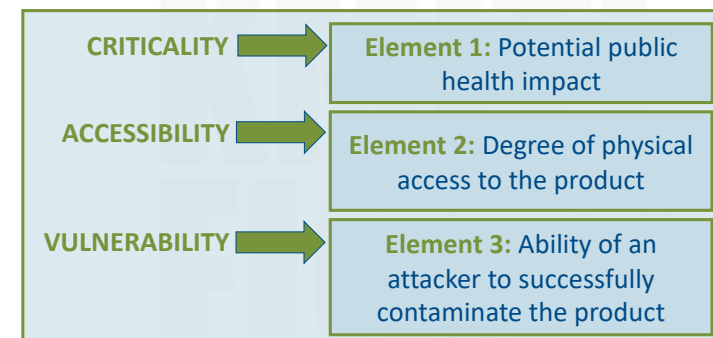 CRITICALITY
Element 1: Potential public
health impact
ACCESSIBILITY
Element 2: Degree of physical
access to the product
VULNERABILITY
Element 3: Ability of an
attacker to successfully
contaminate the product